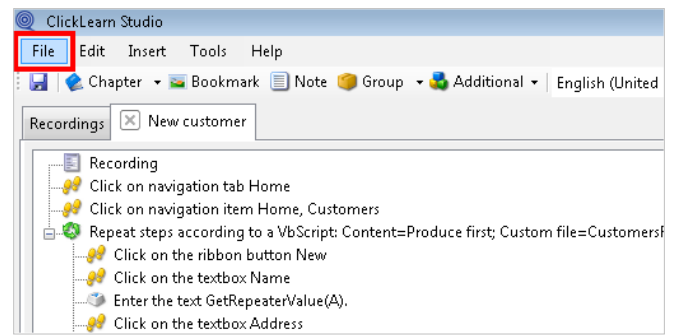 ClickLearn Studio
File Edit Insert Tools Help
Chapter Bookmark Note Group Additional English (United
Recordings New customer
Recording
Click on navigation tab Home
Click on navigation item Home, Customers
Repeat steps according to a VbScript: Content=Produce first; Custom file=Customers
Click on the ribbon button New
Click on the textbox Name
Enter the text GetRepeaterValue(A).
Click on the textbox Address